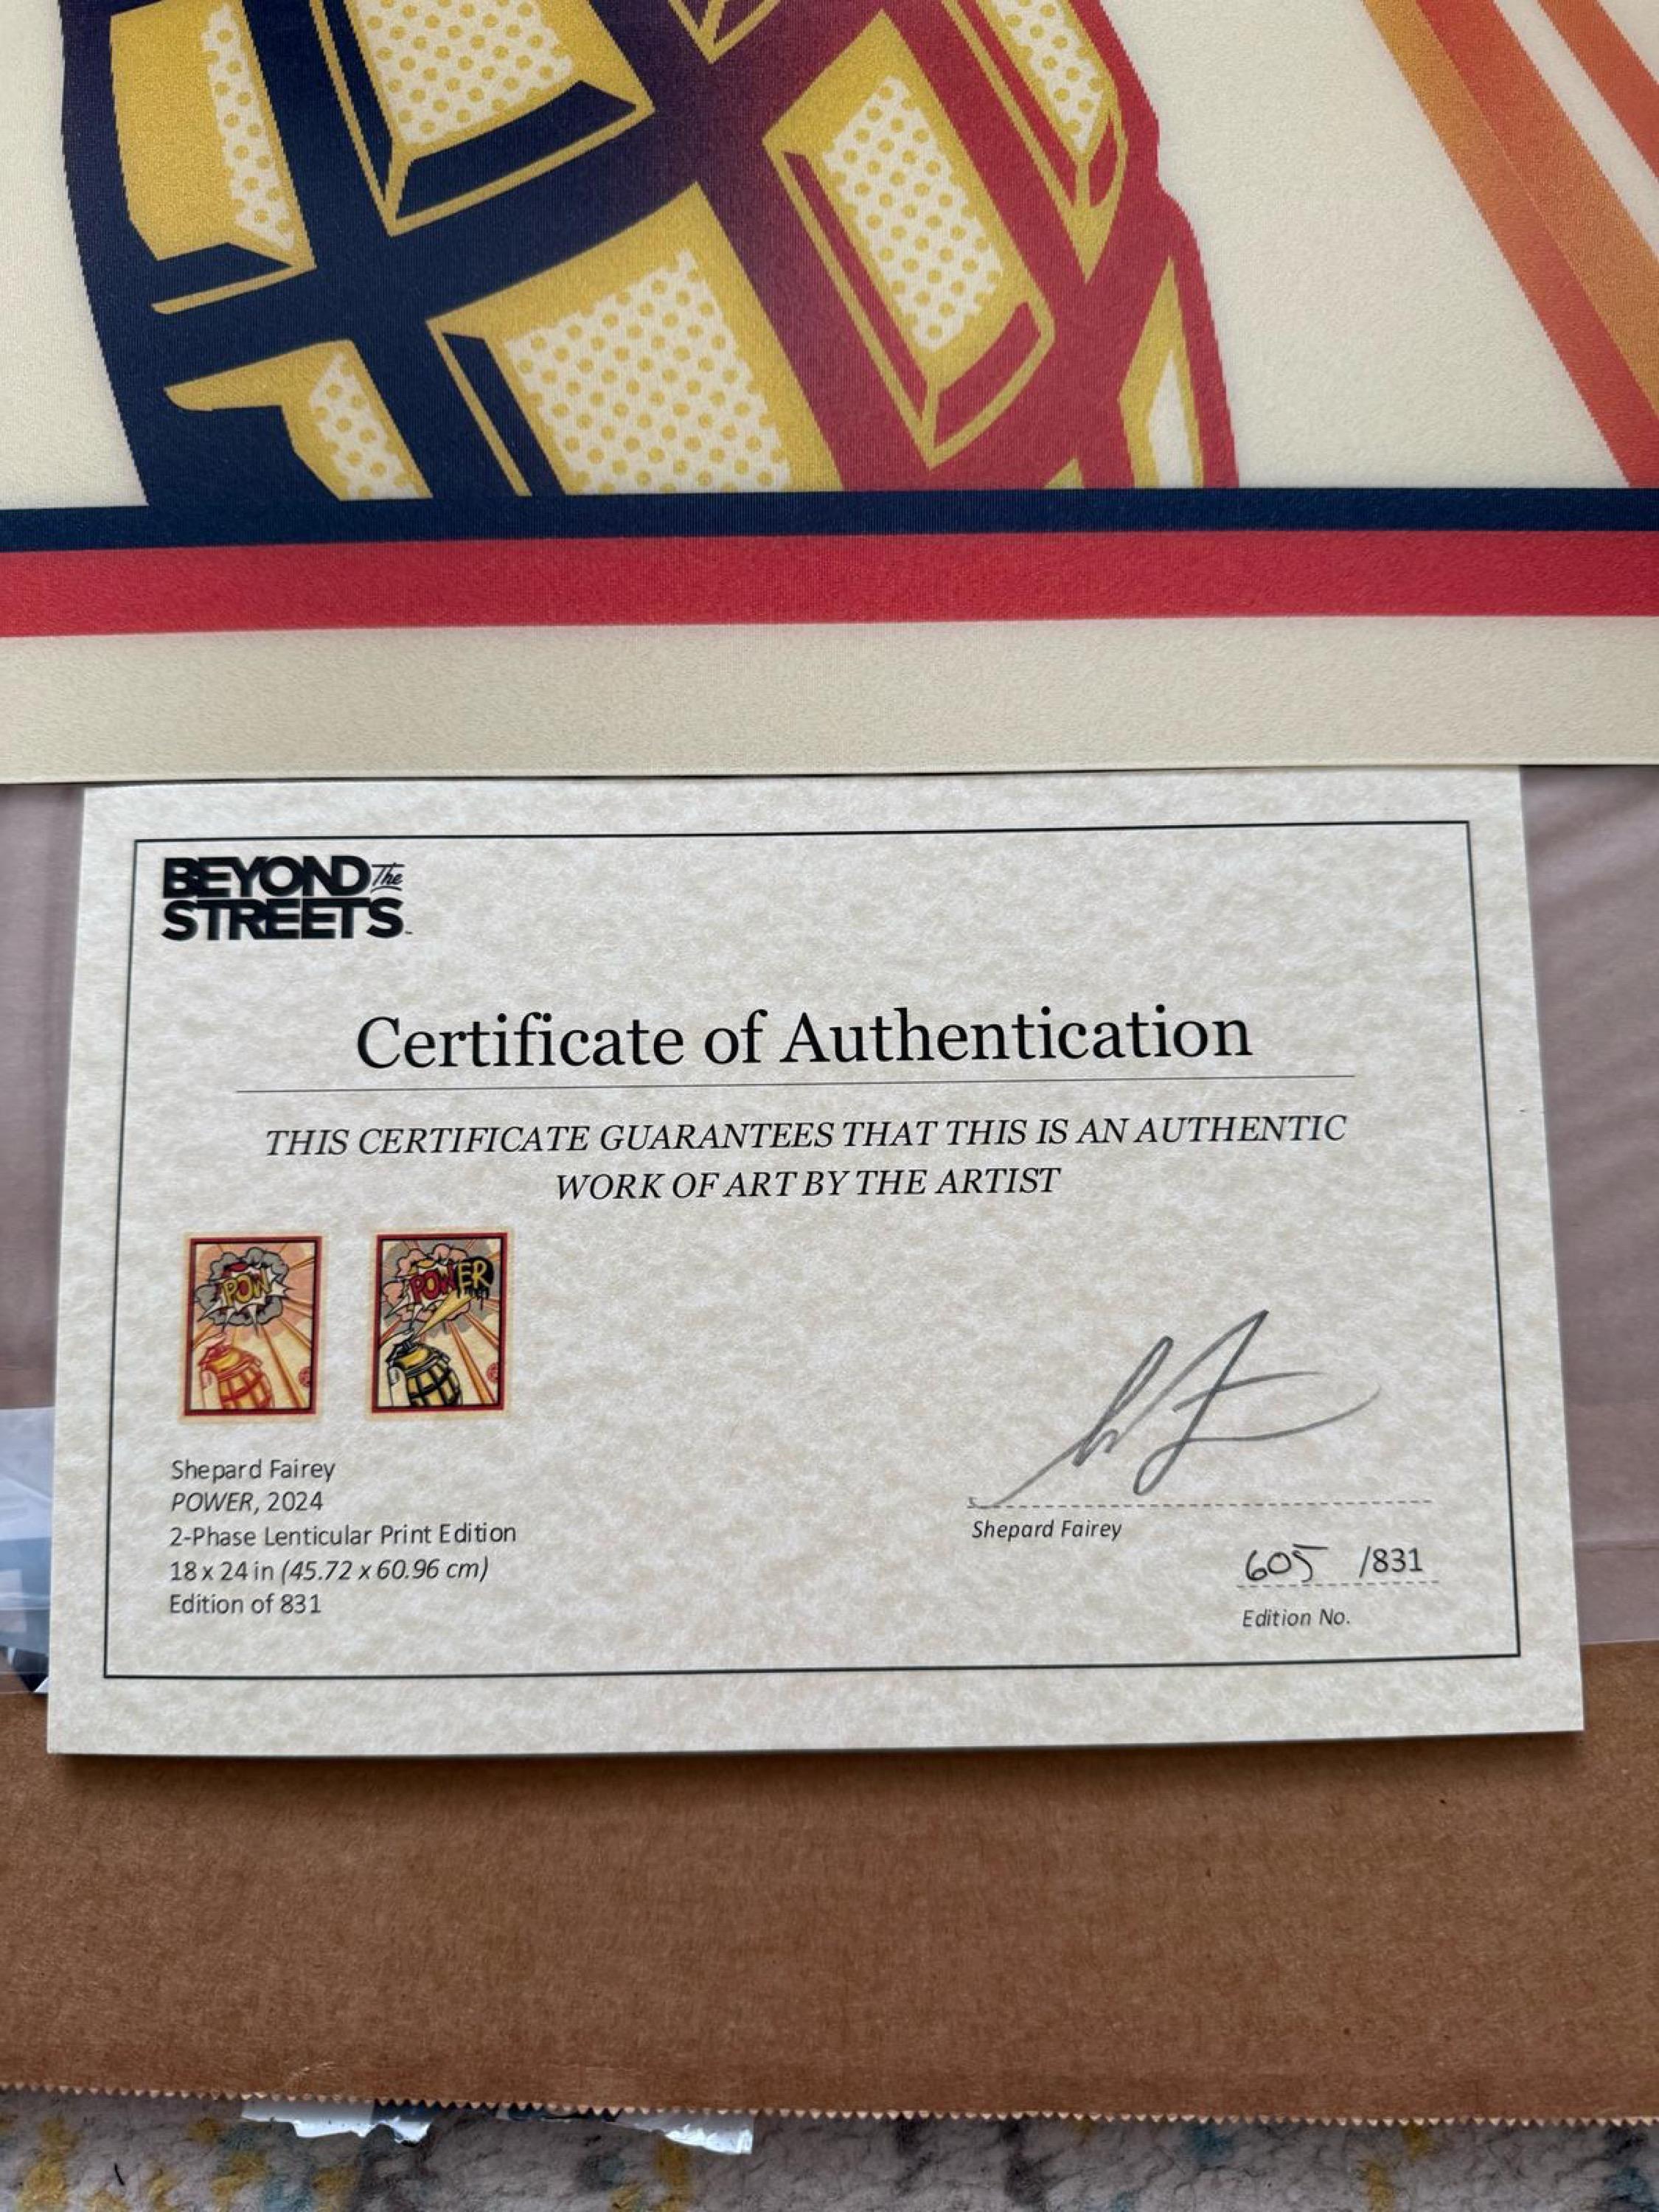 BEYOND The
STREETS
Certificate of Authentication
THIS CERTIFICATE GUARANTEES THAT THIS IS AN AUTHENTIC
WORK OF ART BY THE ARTIST
POW
POWER
Shepard Fairey
POWER, 2024
2-Phase Lenticular Print Edition
18 x 24 in (45.72 x 60.96 cm)
Edition of 831
Shepard Fairey
605 /831
Edition No.